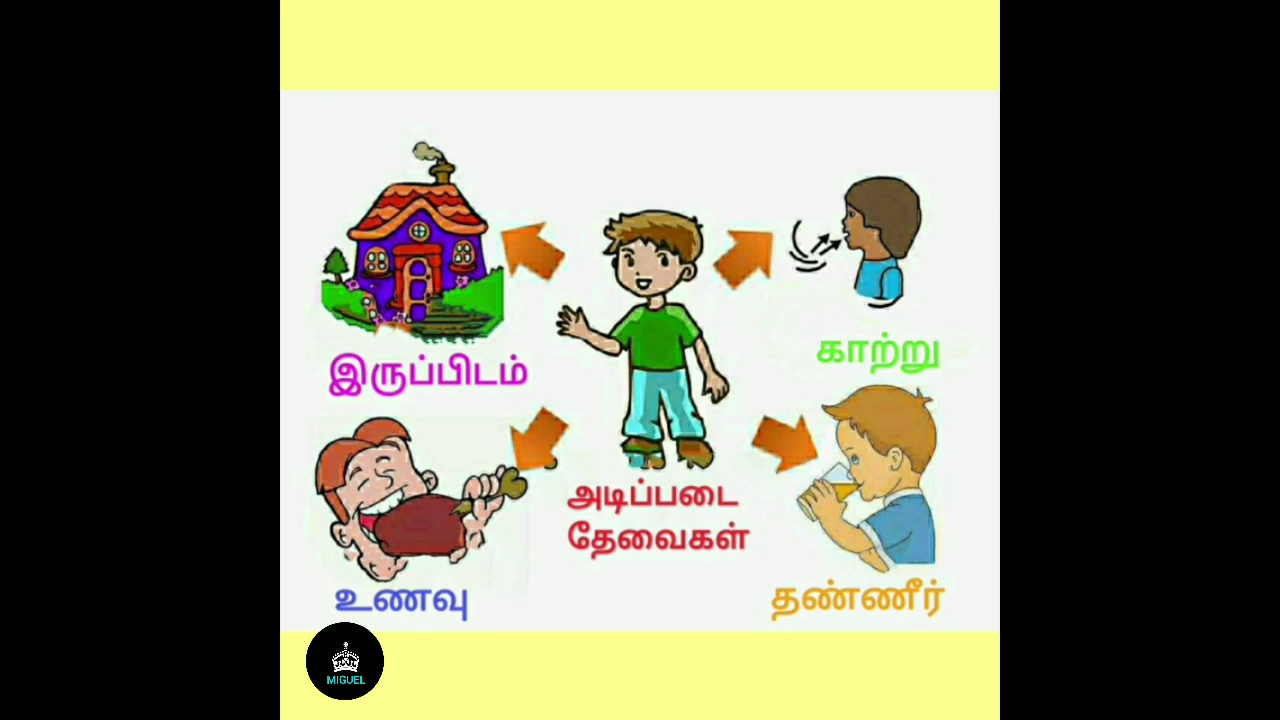 இருப்பிடம்
காற்று
அடிப்படை
தேவைகள்
உணவு
தண்ணீர்
MIGUEL